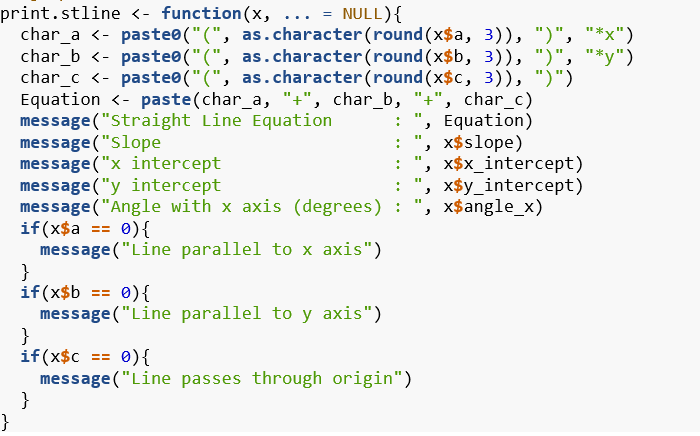 print.stline <- function(x, ... = NULL){
  char_a <- paste0("(", as.character(round(x$a, 3)), ")", "*x")
  char_b <- paste0("(", as.character(round(x$b, 3)), ")", "*y")
  char_c <- paste0("(", as.character(round(x$c, 3)), ")")
  Equation <- paste(char_a, "+", char_b, "+", char_c)
  message("Straight Line Equation      : ", Equation)
  message("Slope                       : ", x$slope)
  message("x intercept                 : ", x$x_intercept)
  message("y intercept                 : ", x$y_intercept)
  message("Angle with x axis (degrees) : ", x$angle_x)
  if(x$a == 0){
    message("Line parallel to x axis")
  }
  if(x$b == 0){
    message("Line parallel to y axis")
  }
  if(x$c == 0){
    message("Line passes through origin")
  }
}